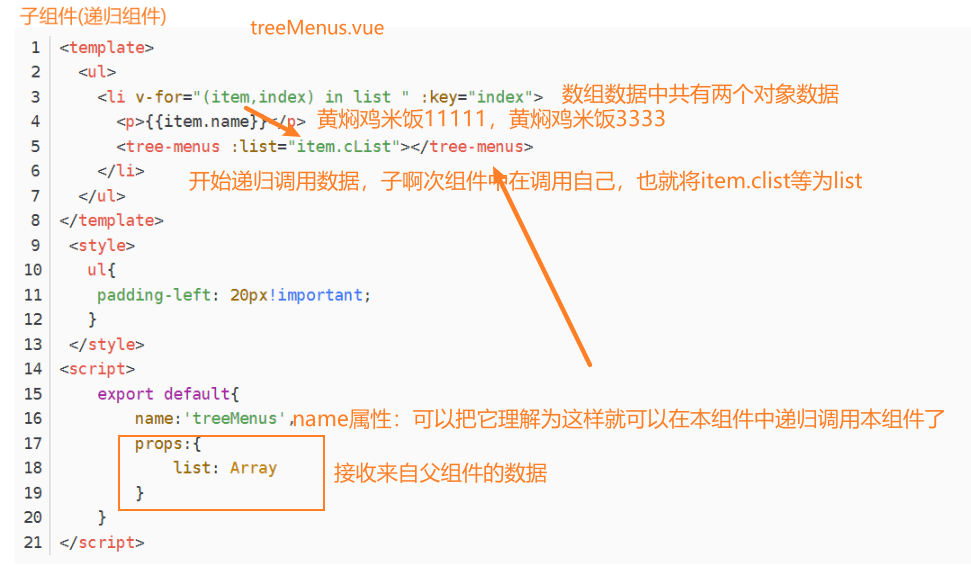 子组件(递归组件)
treeMenus.vue
1 <template>
2 <ul>
3 <li v-for="(item,index) in list " :key="index"> 数组数据中共有两个对象数据
4 <p>{{item.name}}</p> 黄焖鸡米饭11111，黄焖鸡米饭3333
5 <tree-menus :list="item.cList"></tree-menus>
6 </li> 开始递归调用数据，子啊次组件中在调用自己，也就将item.clist等为list
7 </ul>
8 </template>
9 <style>
10 ul{
11 padding-left: 20px!important;
12 }
13 </style>
14 <script>
15 export default{
16 name:'treeMenus', name属性：可以把它理解为这样就可以在本组件中递归调用本组件了
17 props:{
18 list: Array 接收来自父组件的数据
19 }
20 }
21 </script>